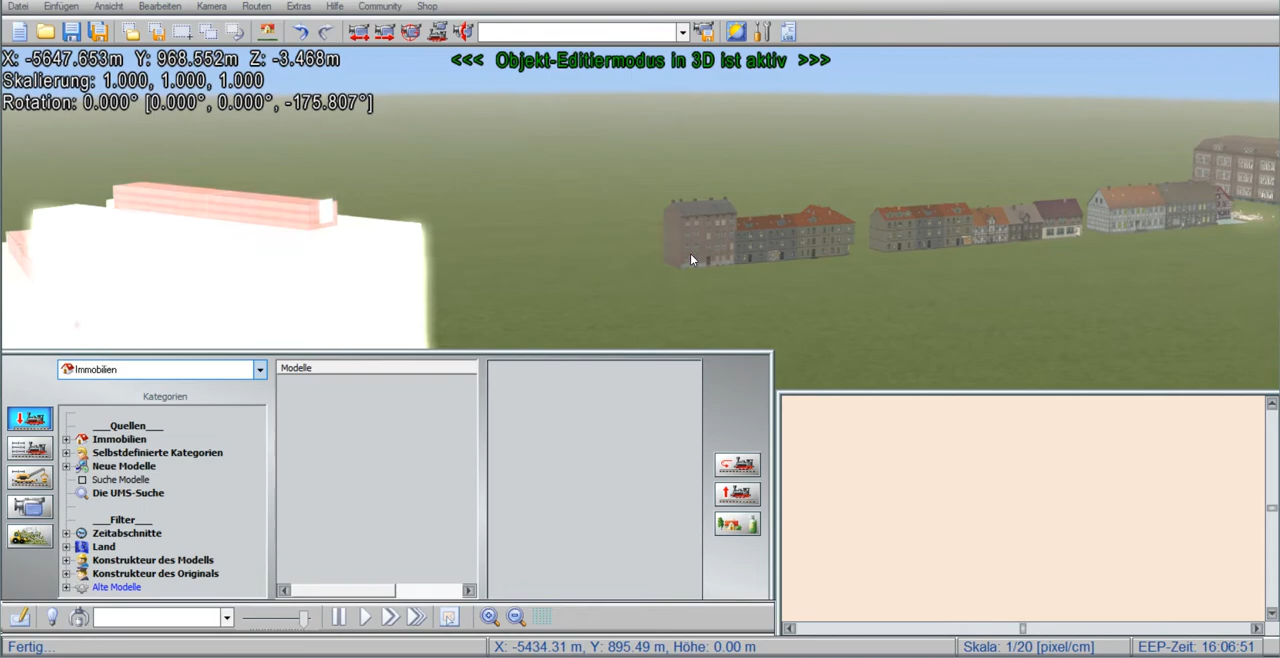 Datei Einfügen Ansicht Bearbeiten Kamera Routen Extras Hilfe Community Shop
X: -5647.653m Y: 968.552m Z: -3.468m
<<< Objekt-Editiermodus in 3D ist aktiv >>>
Skalierung: 1.000, 1.000, 1.000
Rotation: 0.000° [0.000°, 0.000°, -175.807°]
Immobilien
Modelle
Kategorien
___Quellen___
Immobilien
Selbstdefinierte Kategorien
Neue Modelle
Suche Modelle
Die UMS-Suche
___Filter___
Zeitabschnitte
Land
Konstrukteur des Modells
Konstrukteur des Originals
Alte Modelle
Fertig...
X: -5434.31 m, Y: 895.49 m, Höhe: 0.00 m
Skala: 1/20 [pixel/cm]
EEP-Zeit: 16:06:51